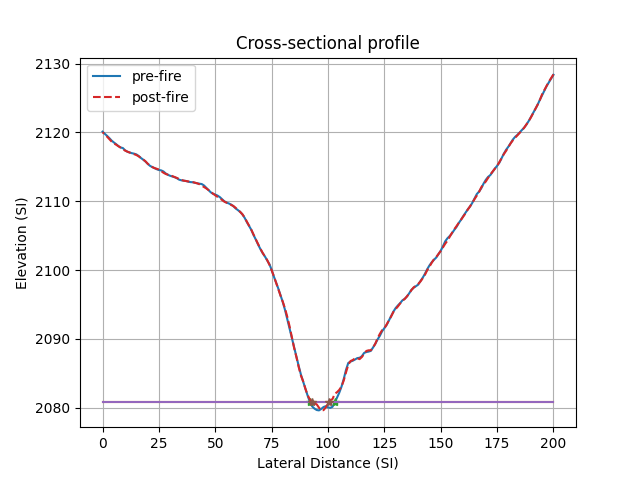 Cross-sectional profile
pre-fire
post-fire
Elevation (SI)
2130
2120
2110
2100
2090
2080
0 25 50 75 100 125 150 175 200
Lateral Distance (SI)